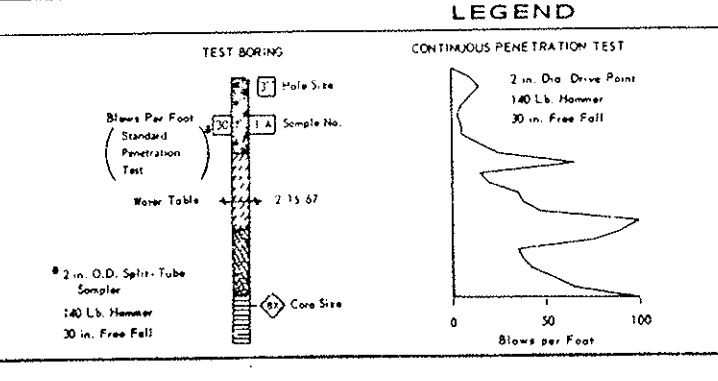 LEGEND
TEST BORING
3" Hole Size
Blows Per Foot
30
1 A Sample No.
Standard
Penetration
Test
Water Table
2 15 67
* 2 in. O.D. Split-Tube
Sampler
BX Core Size
140 Lb. Hammer
30 in. Free Fall
CONTINUOUS PENETRATION TEST
2 in. Dia. Drive Point
140 Lb. Hammer
30 in. Free Fall
0 50 100
Blows per Foot